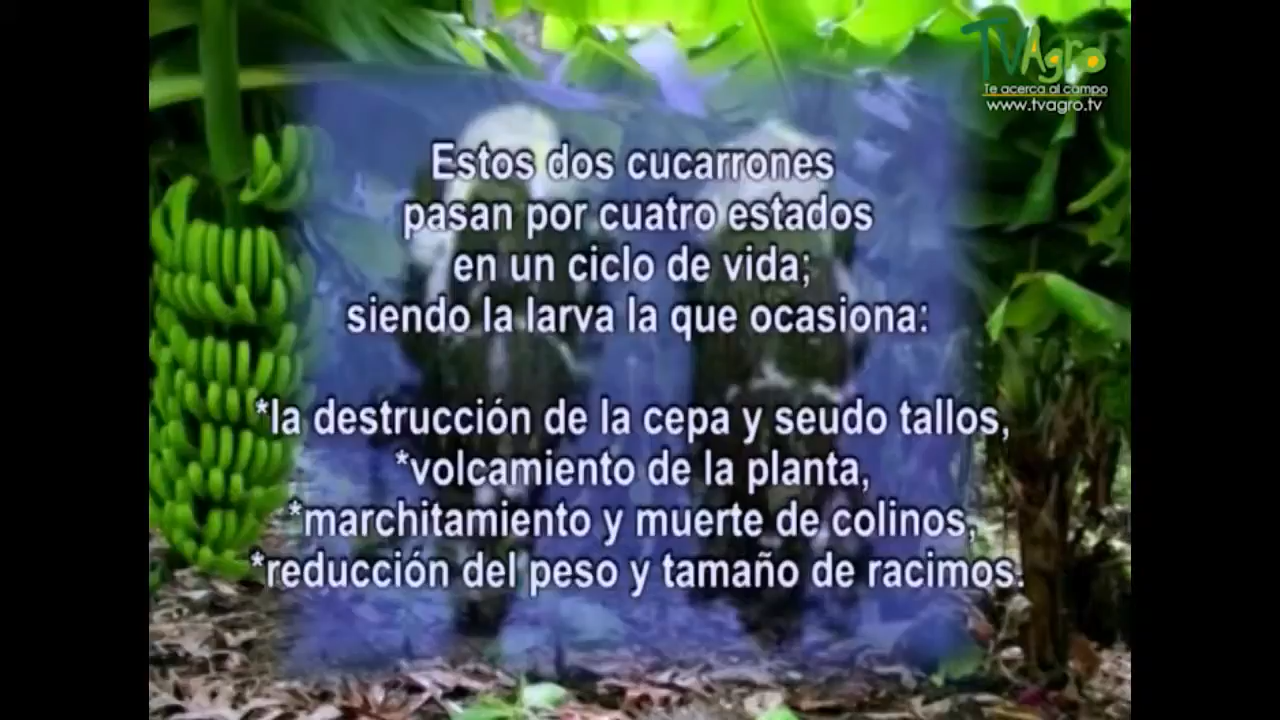 TVAgro
Te acerca al campo
www.tvagro.tv
Estos dos cucarrones
pasan por cuatro estados
en un ciclo de vida;
siendo la larva la que ocasiona:
*la destrucción de la cepa y seudo tallos,
*volcamiento de la planta,
*marchitamiento y muerte de colinos,
*reducción del peso y tamaño de racimos.